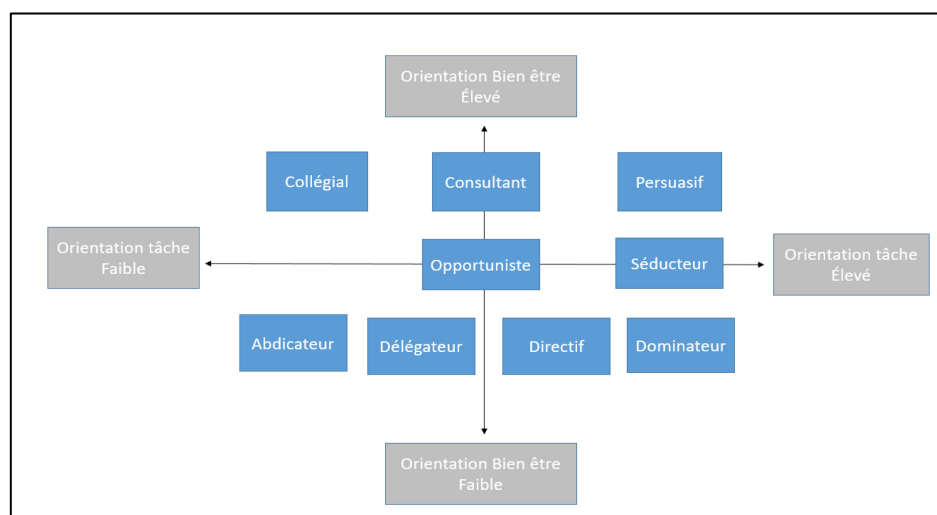 Orientation Bien être
Élevé
Collégial
Consultant
Persuasif
Orientation tâche
Faible
Opportuniste
Séducteur
Orientation tâche
Élevé
Abdicateur
Délégateur
Directif
Dominateur
Orientation Bien être
Faible